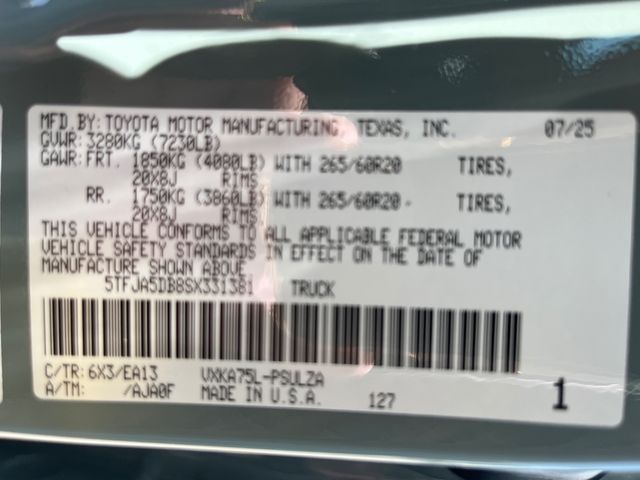 MFD.BY: TOYOTA MOTOR MANUFACTURING, TEXAS, INC. 07/25
GVWR: 3280KG (7230LB)
GAWR: FRT. 1850KG (4080LB) WITH 265/60R20 TIRES,
20X8J RIMS
RR. 1750KG (3860LB) WITH 265/60R20 TIRES,
20X8J RIMS
THIS VEHICLE CONFORMS TO ALL APPLICABLE FEDERAL MOTOR
VEHICLE SAFETY STANDARDS IN EFFECT ON THE DATE OF
MANUFACTURE SHOWN ABOVE.
5TFJA5DB8SX331381 TRUCK
C/TR: 6X3/EA13 VXKA75L-PSULZA
A/TM: /AJA0F MADE IN U.S.A. 127 1